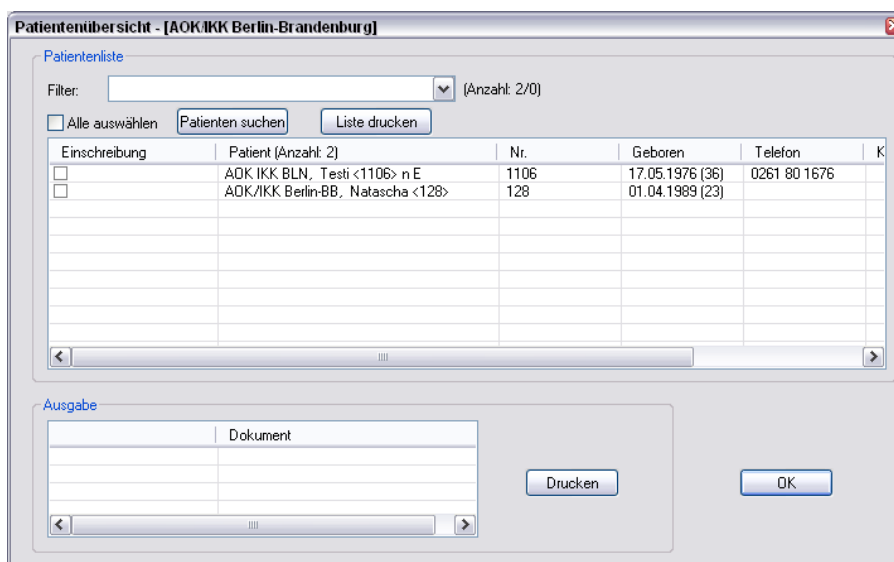 Patientenübersicht - [AOK/IKK Berlin-Brandenburg]
Patientenliste
Filter: (Anzahl: 2/0)
Alle auswählen Patienten suchen Liste drucken
Einschreibung Patient (Anzahl: 2) Nr. Geboren Telefon K
AOK IKK BLN, Testi <1106> n E 1106 17.05.1976 (36) 0261 80 1676
AOK/IKK Berlin-BB, Natascha <128> 128 01.04.1989 (23)
Ausgabe
Dokument
Drucken OK